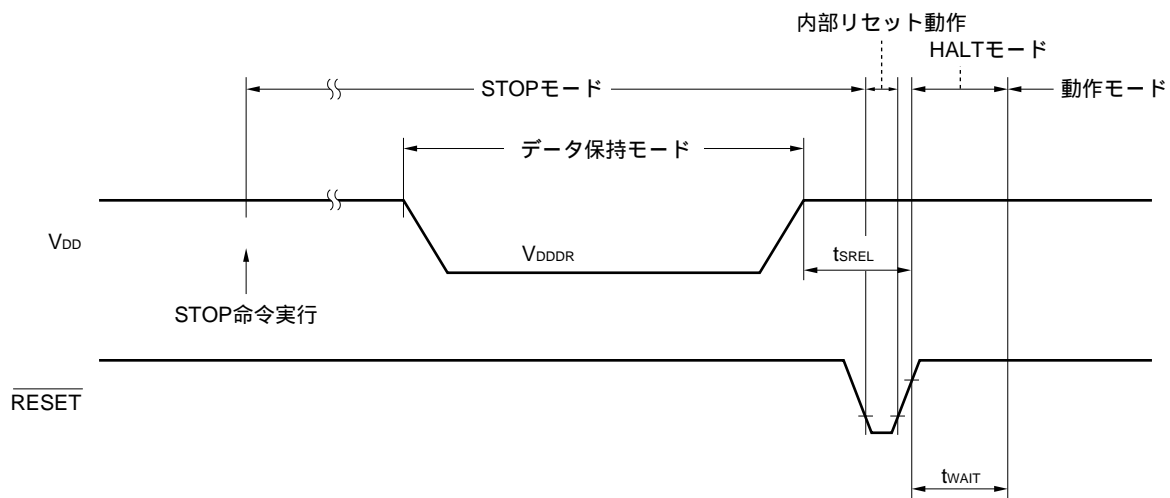 内部リセット動作
HALTモード
STOPモード
動作モード
データ保持モード
VDD
VDDDR
tSREL
STOP命令実行
RESET
tWAIT